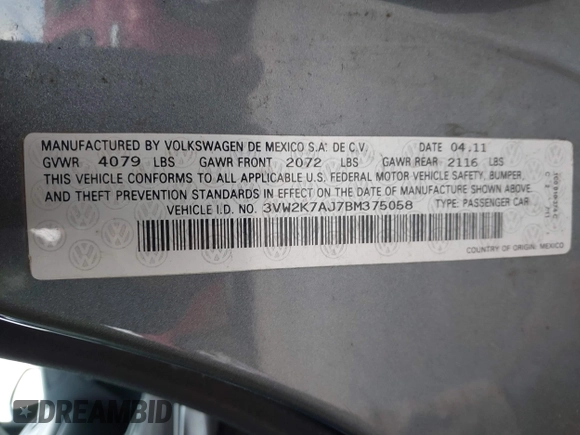 MANUFACTURED BY VOLKSWAGEN DE MEXICO S.A. DE C.V. DATE 04.11
GVWR 4079 LBS GAWR FRONT 2072 LBS GAWR REAR 2116 LBS
THIS VEHICLE CONFORMS TO ALL APPLICABLE U.S. FEDERAL MOTOR VEHICLE SAFETY, BUMPER,
AND THEFT PREVENTION STANDARDS IN EFFECT ON THE DATE OF MANUFACTURE SHOWN ABOVE.
VEHICLE I.D. NO. 3VW2K7AJ7BM375058 TYPE: PASSENGER CAR
COUNTRY OF ORIGIN: MEXICO
DREAMBID